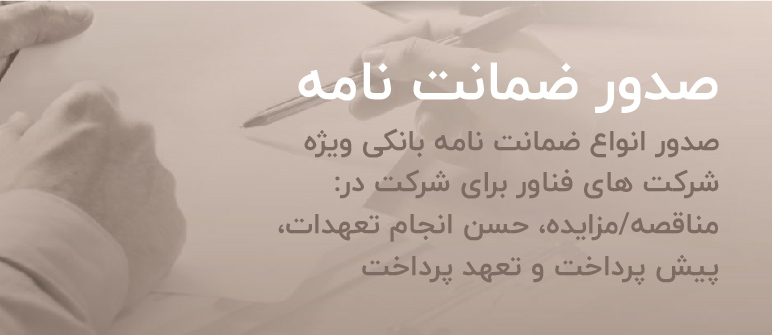 صدور ضمانت نامه
صدور انواع ضمانت نامه بانکی ویژه
شرکت های فناور برای شرکت در:
مناقصه/مزایده، حسن انجام تعهدات،
پیش پرداخت و تعهد پرداخت